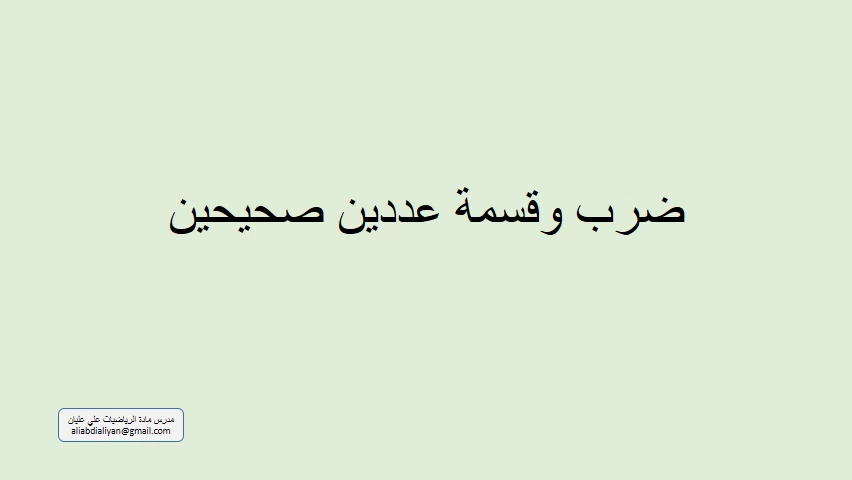 ضرب وقسمة عددين صحيحين
مدرس مادة الرياضيات علي عليان
aliabdialiyan@gmail.com